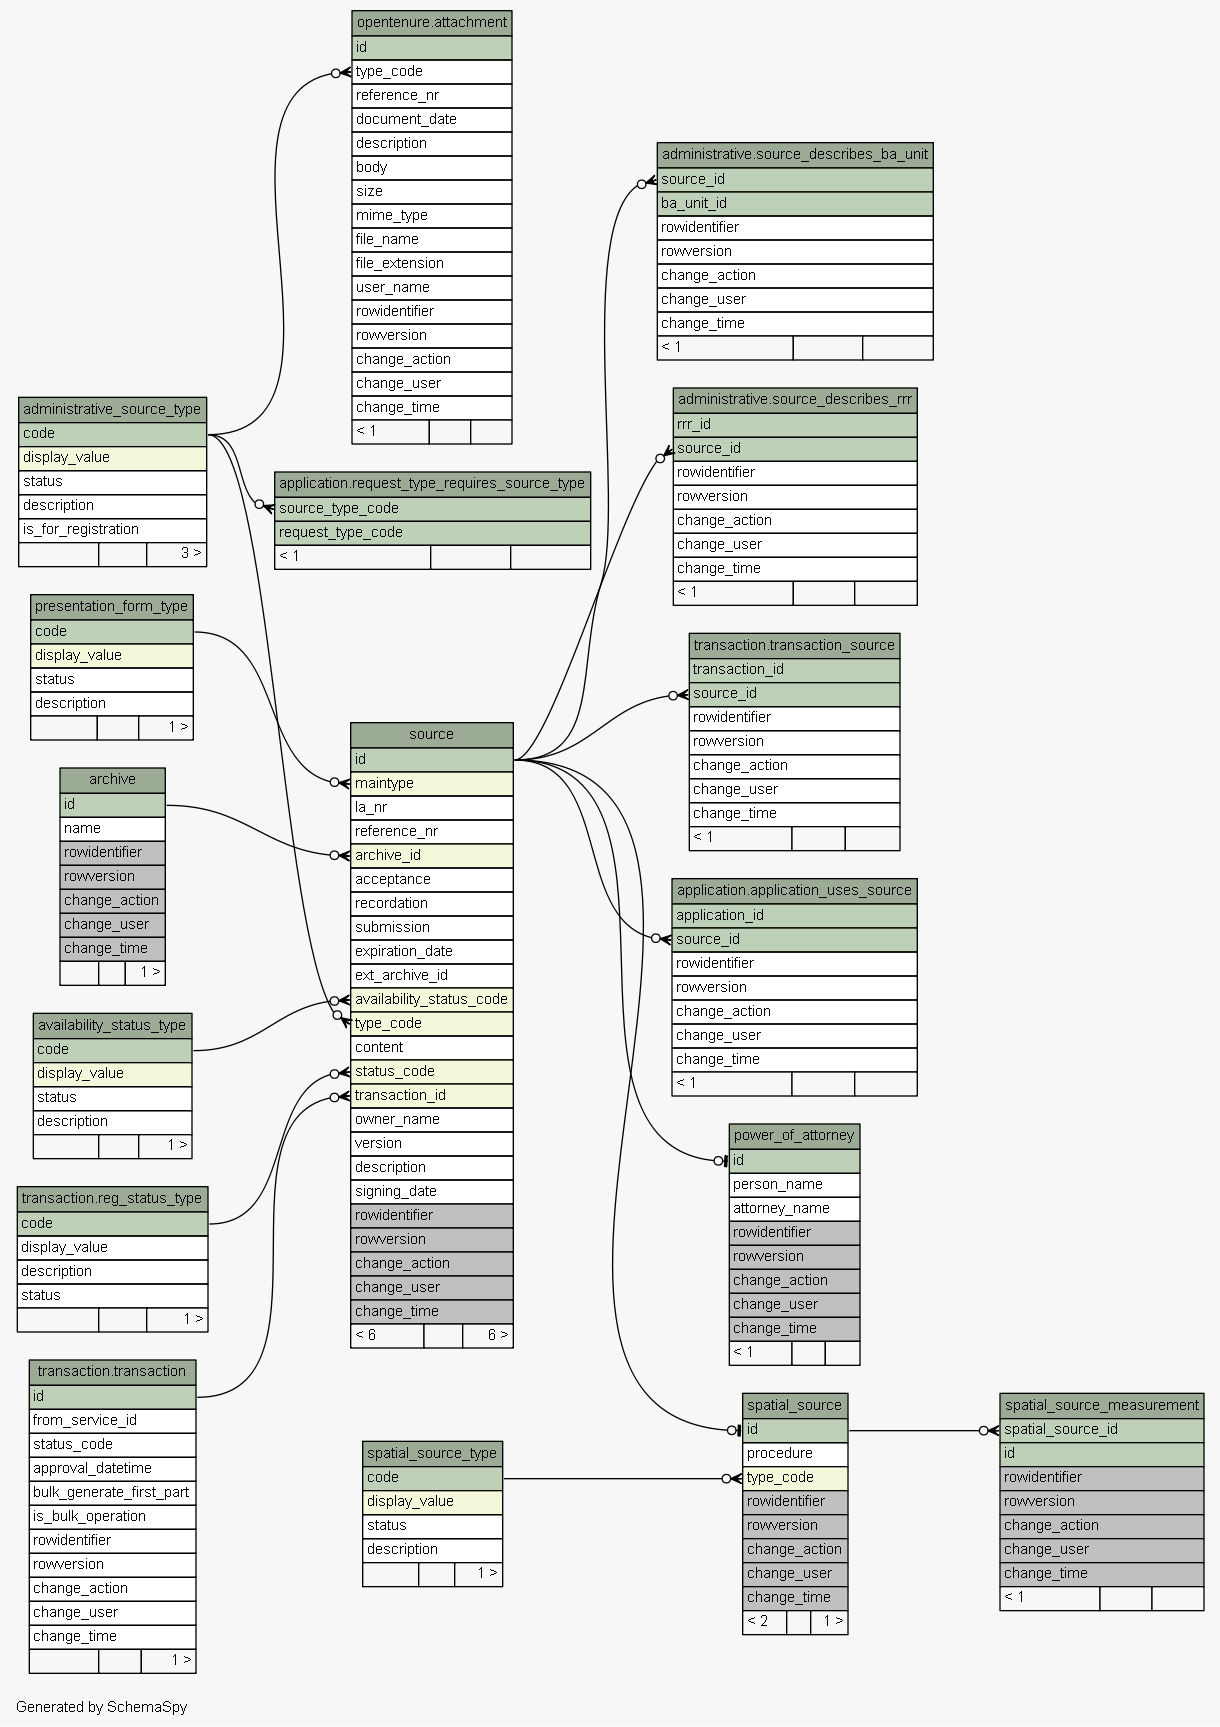 opentenure.attachment
id
type_code
reference_nr
document_date
description
body
size
mime_type
file_name
file_extension
user_name
rowidentifier
rowversion
change_action
change_user
change_time
< 1
administrative.source_describes_ba_unit
source_id
ba_unit_id
rowidentifier
rowversion
change_action
change_user
change_time
< 1
administrative_source_type
code
display_value
status
description
is_for_registration
3 >
application.request_type_requires_source_type
source_type_code
request_type_code
< 1
administrative.source_describes_rrr
rrr_id
source_id
rowidentifier
rowversion
change_action
change_user
change_time
< 1
presentation_form_type
code
display_value
status
description
1 >
transaction.transaction_source
transaction_id
source_id
rowidentifier
rowversion
change_action
change_user
change_time
< 1
archive
id
name
rowidentifier
rowversion
change_action
change_user
change_time
1 >
source
id
maintype
la_nr
reference_nr
archive_id
acceptance
recordation
submission
expiration_date
ext_archive_id
availability_status_code
type_code
content
status_code
transaction_id
owner_name
version
description
signing_date
rowidentifier
rowversion
change_action
change_user
change_time
< 6 6 >
application.application_uses_source
application_id
source_id
rowidentifier
rowversion
change_action
change_user
change_time
< 1
availability_status_type
code
display_value
status
description
1 >
power_of_attorney
id
person_name
attorney_name
rowidentifier
rowversion
change_action
change_user
change_time
< 1
transaction.reg_status_type
code
display_value
description
status
1 >
transaction.transaction
id
from_service_id
status_code
approval_datetime
bulk_generate_first_part
is_bulk_operation
rowidentifier
rowversion
change_action
change_user
change_time
1 >
spatial_source_type
code
display_value
status
description
1 >
spatial_source
id
procedure
type_code
rowidentifier
rowversion
change_action
change_user
change_time
< 2 1 >
spatial_source_measurement
spatial_source_id
id
rowidentifier
rowversion
change_action
change_user
change_time
< 1
Generated by SchemaSpy